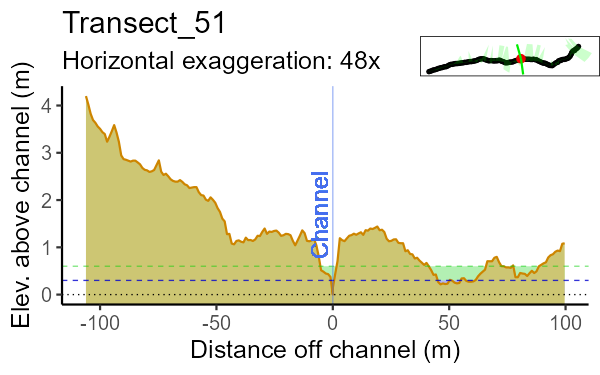 Transect_51
Horizontal exaggeration: 48x
Elev. above channel (m)
4
3
2
1
0
Channel
-100
-50
0
50
100
Distance off channel (m)